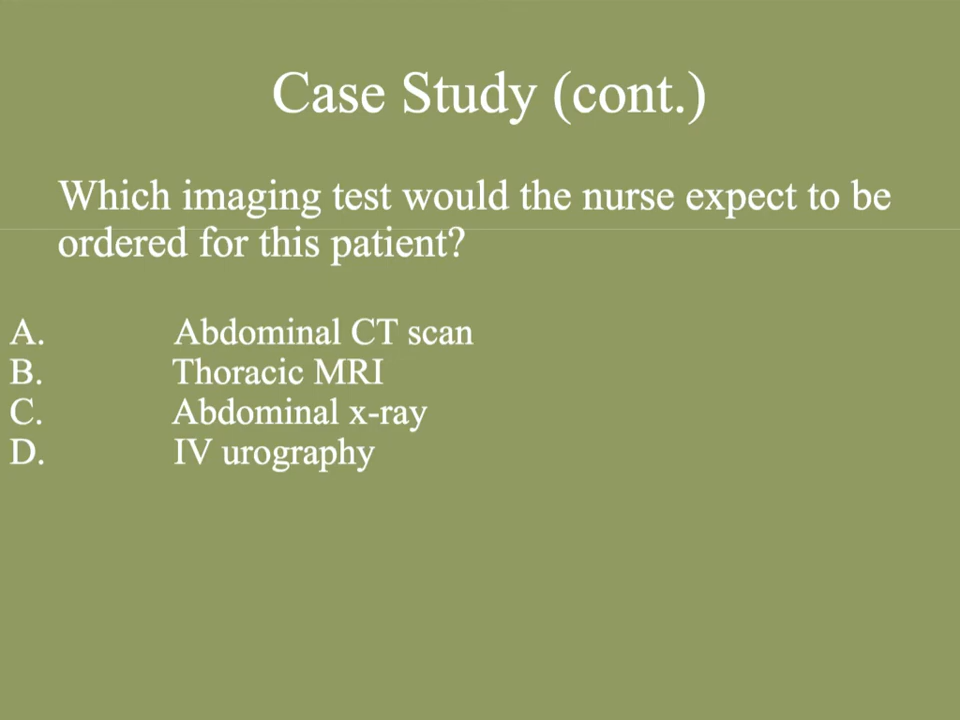 Case Study (cont.)
Which imaging test would the nurse expect to be
ordered for this patient?
A. Abdominal CT scan
B. Thoracic MRI
C. Abdominal x-ray
D. IV urography